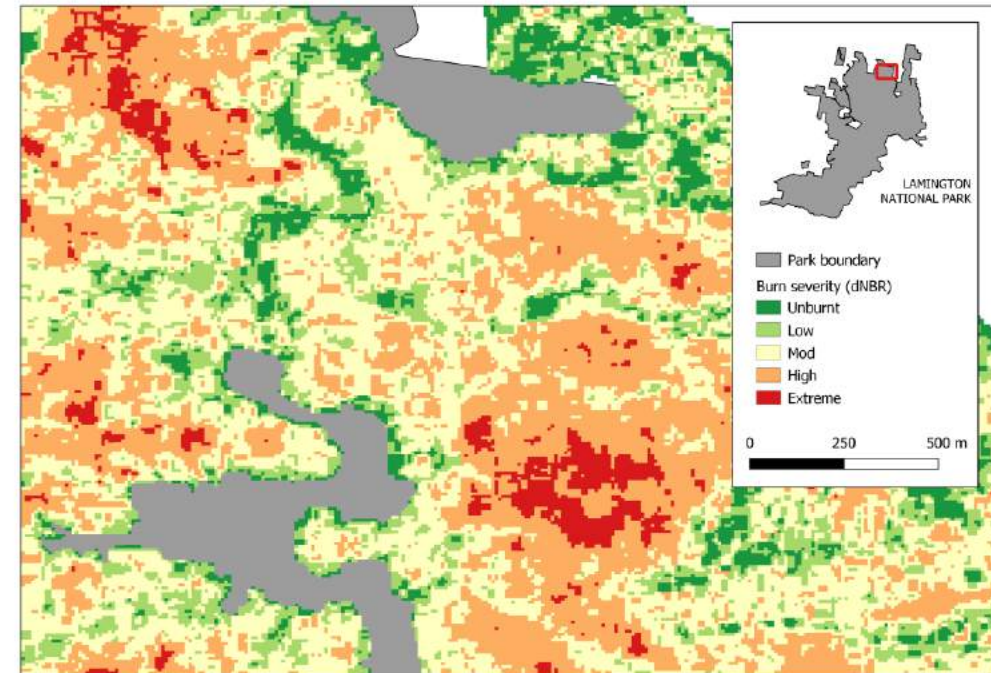 LAMINGTON
NATIONAL PARK
Park boundary
Burn severity (dNBR)
Unburnt
Low
Mod
High
Extreme
0 250 500 m